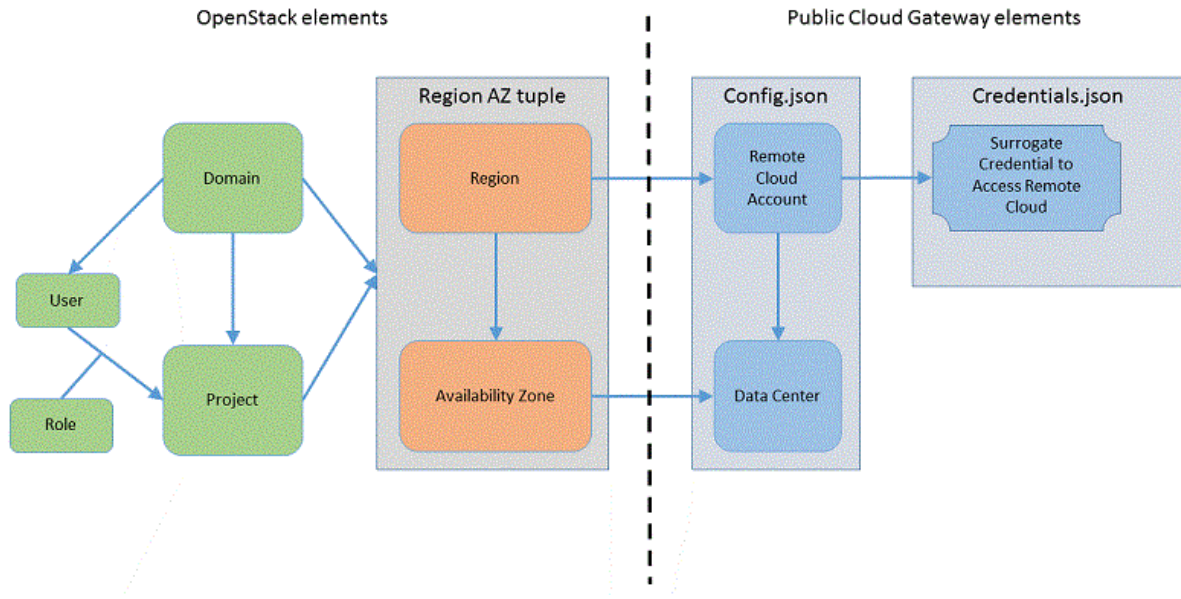 OpenStack elements
Public Cloud Gateway elements
Region AZ tuple
Config.json
Credentials.json
Domain
Region
Remote
Cloud
Account
Surrogate
Credential to
Access Remote
Cloud
User
Project
Availability Zone
Data Center
Role